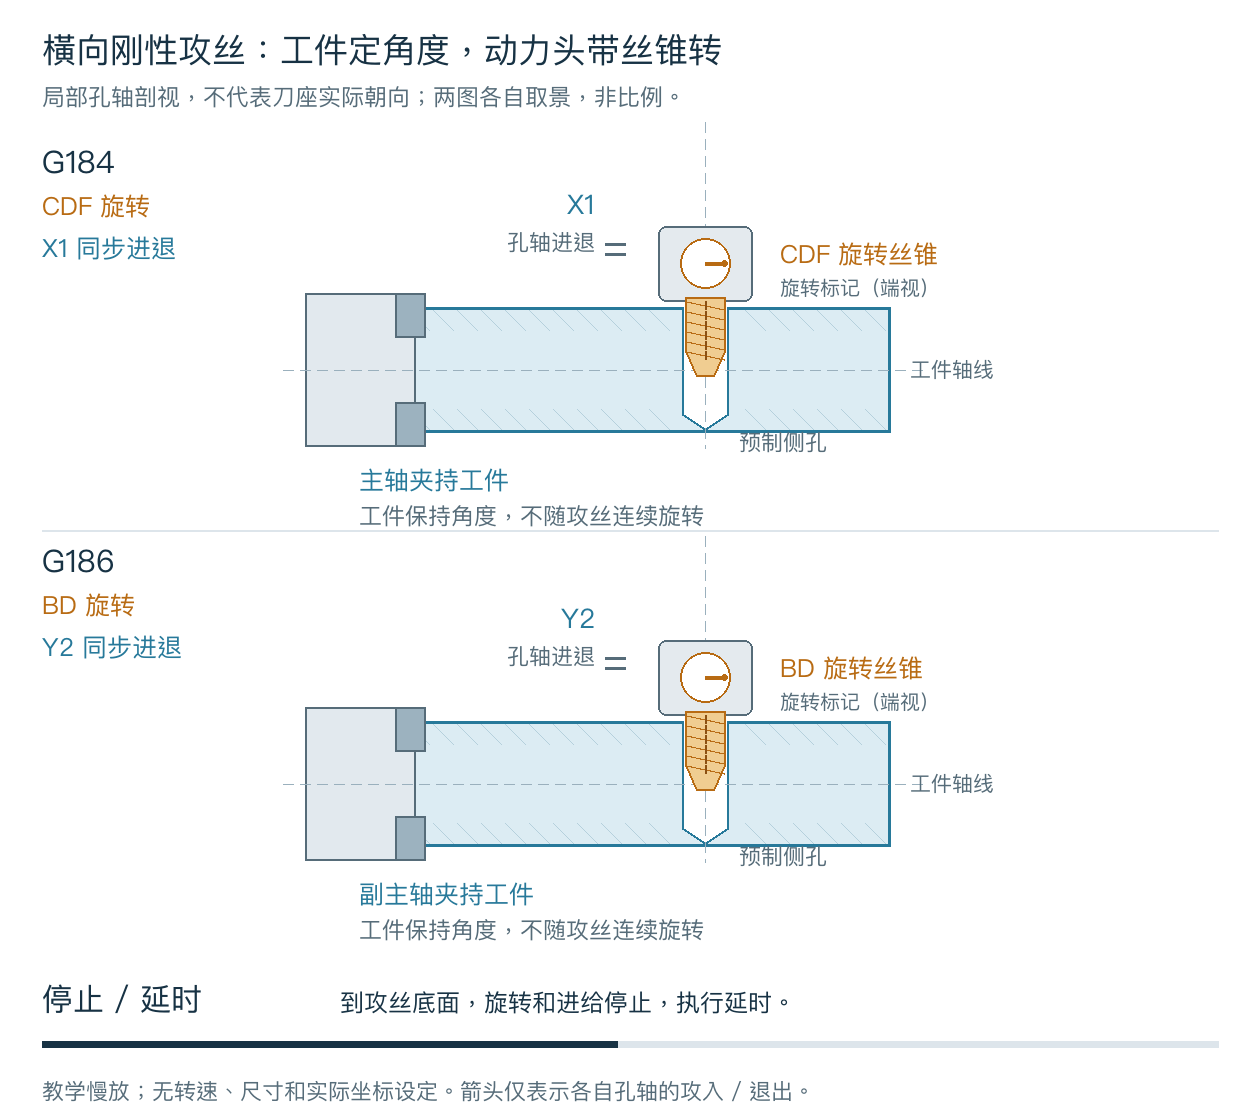 橫向刚性攻丝：工件定角度，动力头带丝锥转
局部孔轴剖视，不代表刀座实际朝向；两图各自取景，非比例。
G184
CDF 旋转
X1 同步进退
X1
孔轴进退
CDF 旋转丝锥
旋转标记（端视）
工件轴线
预制侧孔
主轴夹持工件
工件保持角度，不随攻丝连续旋转
G186
BD 旋转
Y2 同步进退
Y2
孔轴进退
BD 旋转丝锥
旋转标记（端视）
工件轴线
预制侧孔
副主轴夹持工件
工件保持角度，不随攻丝连续旋转
停止 / 延时
到攻丝底面，旋转和进给停止，执行延时。
教学慢放；无转速、尺寸和实际坐标设定。箭头仅表示各自孔轴的攻入 / 退出。